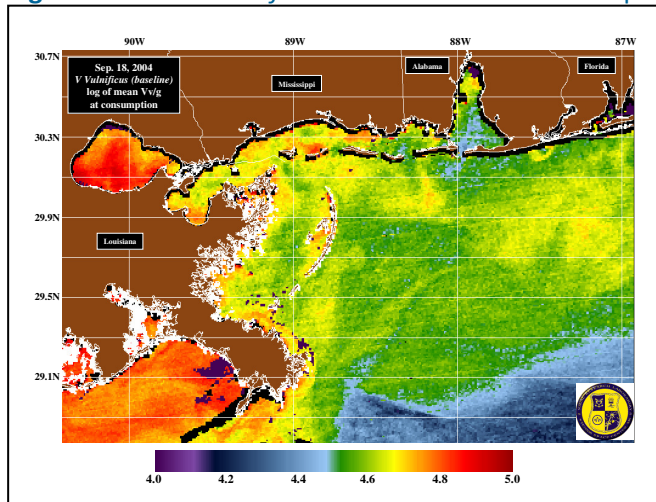 90W 89W 88W 87W
30.7N
Sep. 18, 2004
V Vulnificus (baseline)
log of mean Vv/g
at consumption
Mississippi
Alabama
Florida
30.3N
29.9N
Louisiana
29.5N
29.1N
4.0 4.2 4.4 4.6 4.8 5.0